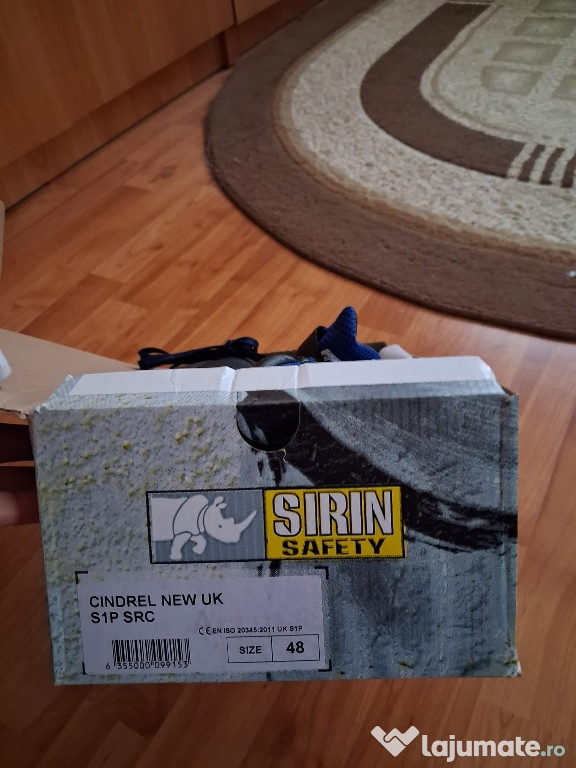 SIRIN
SAFETY
CINDREL NEW UK
S1P SRC
CE EN ISO 20345:2011 UK S1P
SIZE 48
6 355000 099153
lajumate.ro